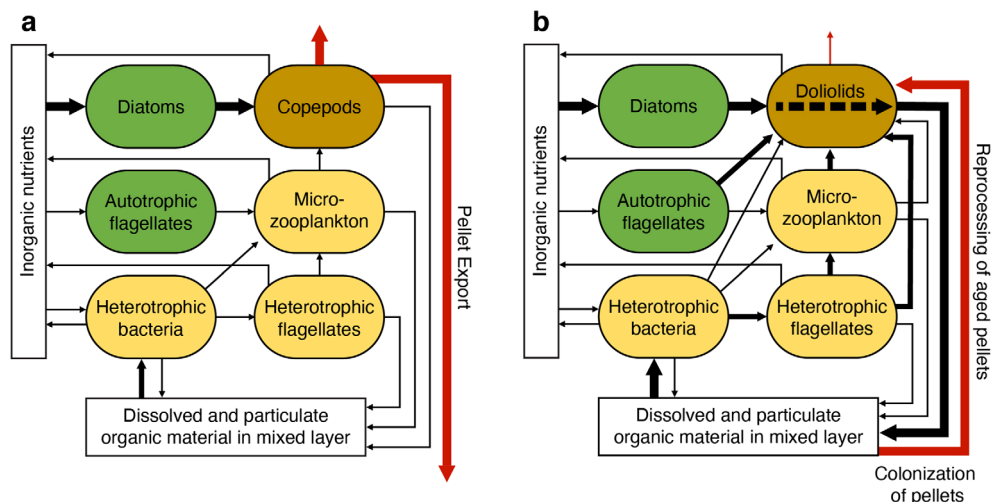 a
Inorganic nutrients
Diatoms
Copepods
Autotrophic
flagellates
Micro-
zooplankton
Heterotrophic
bacteria
Heterotrophic
flagellates
Dissolved and particulate
organic material in mixed layer
Pellet Export
b
Inorganic nutrients
Diatoms
Doliolids
Autotrophic
flagellates
Micro-
zooplankton
Heterotrophic
bacteria
Heterotrophic
flagellates
Dissolved and particulate
organic material in mixed layer
Reprocessing of aged pellets
Colonization
of pellets